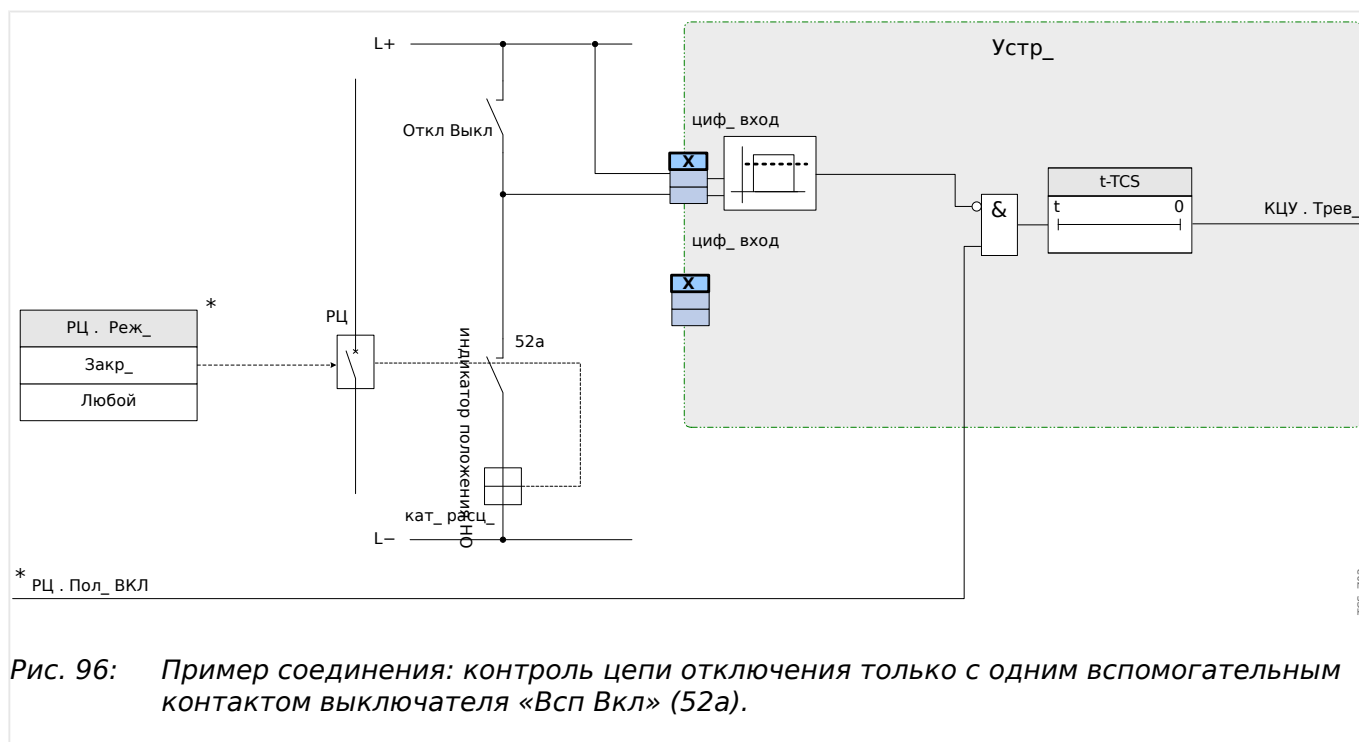 L+
Устр_
циф_ вход
Откл Выкл
X
t-TCS
t
0
&
КЦУ . Трев_
циф_ вход
X
*
РЦ . Реж_
Закр_
Любой
РЦ
*
52a
индикатор положения НО
кат_ расц_
L−
*
РЦ . Пол_ ВКЛ
Рис. 96: Пример соединения: контроль цепи отключения только с одним вспомогательным
контактом выключателя «Всп Вкл» (52a).